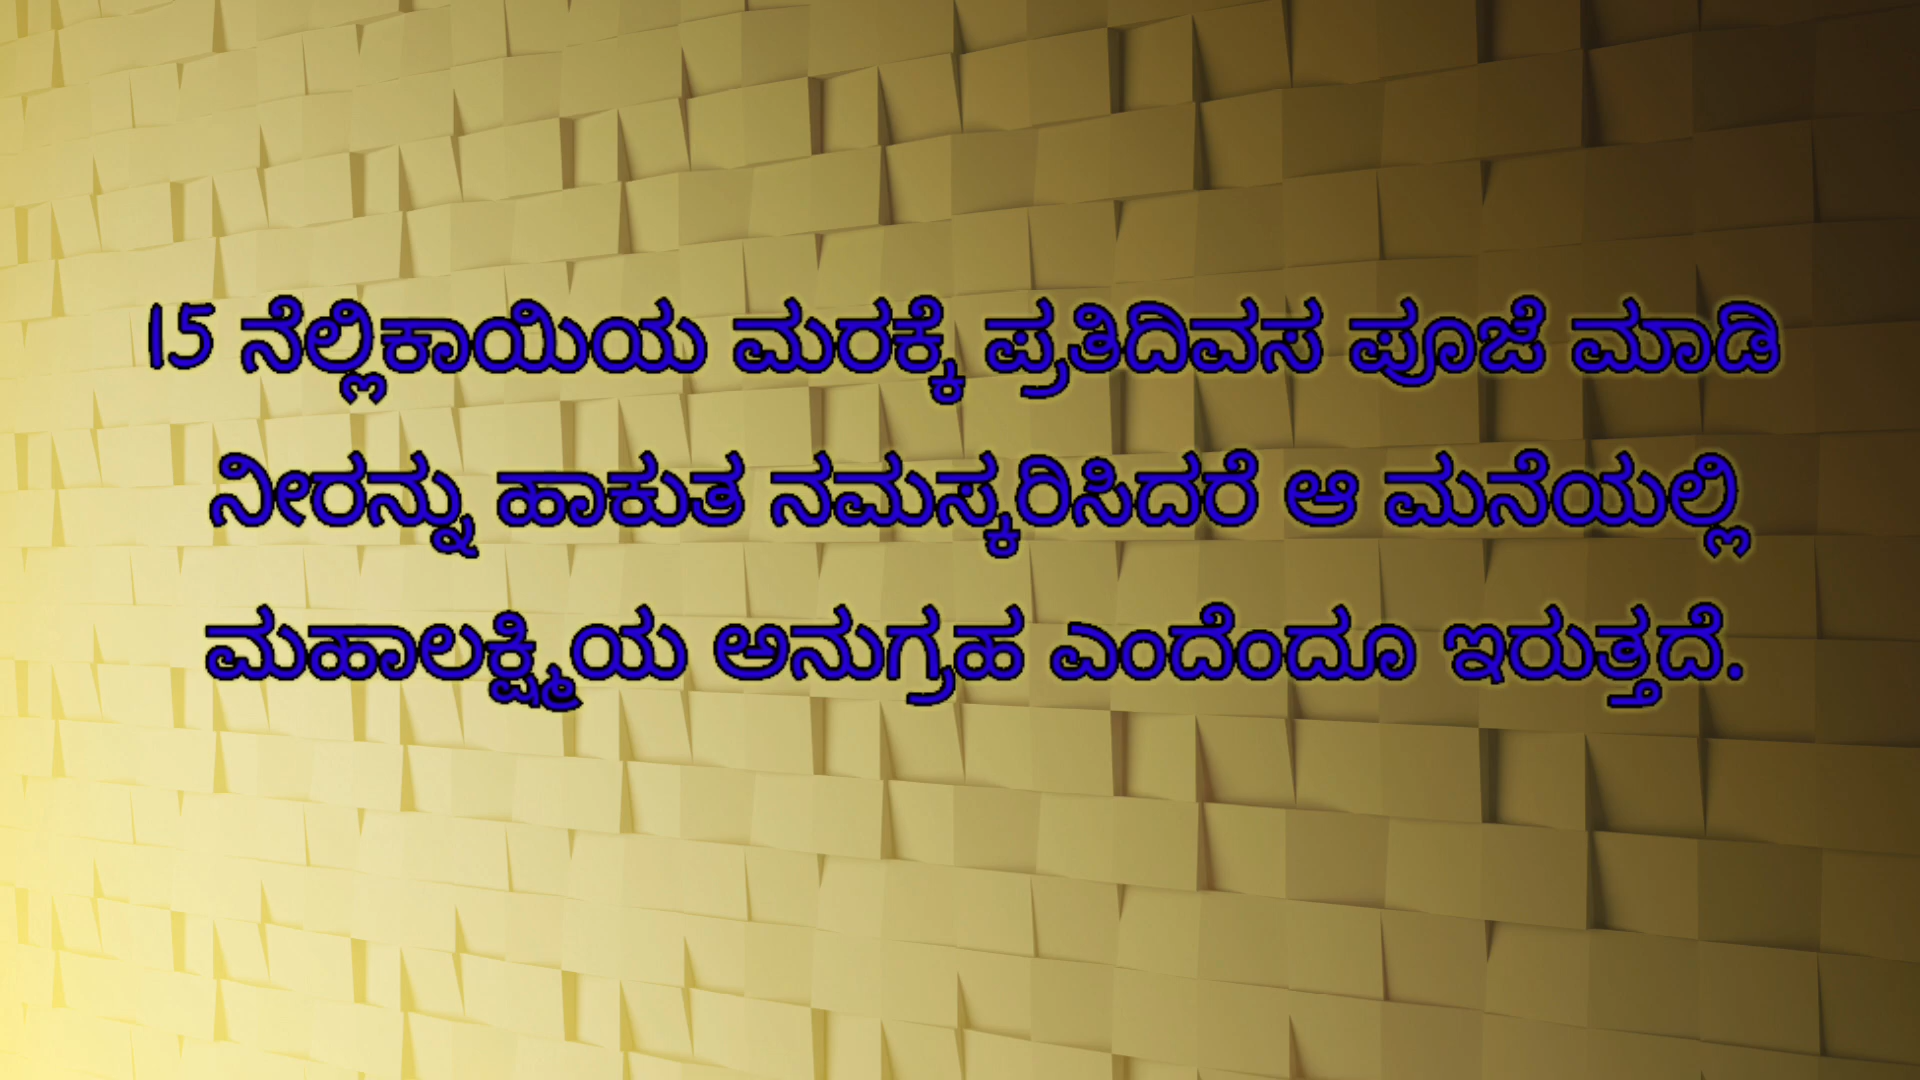 15 ನೆಲ್ಲಿಕಾಯಿಯ ಮರಕ್ಕೆ ಪ್ರತಿದಿವಸ ಪೂಜೆ ಮಾಡಿ
ನೀರನ್ನು ಹಾಕುತ ನಮಸ್ಕರಿಸಿದರೆ ಆ ಮನೆಯಲ್ಲಿ
ಮಹಾಲಕ್ಷ್ಮಿಯ ಅನುಗ್ರಹ ಎಂದೆಂದೂ ಇರುತ್ತದೆ.